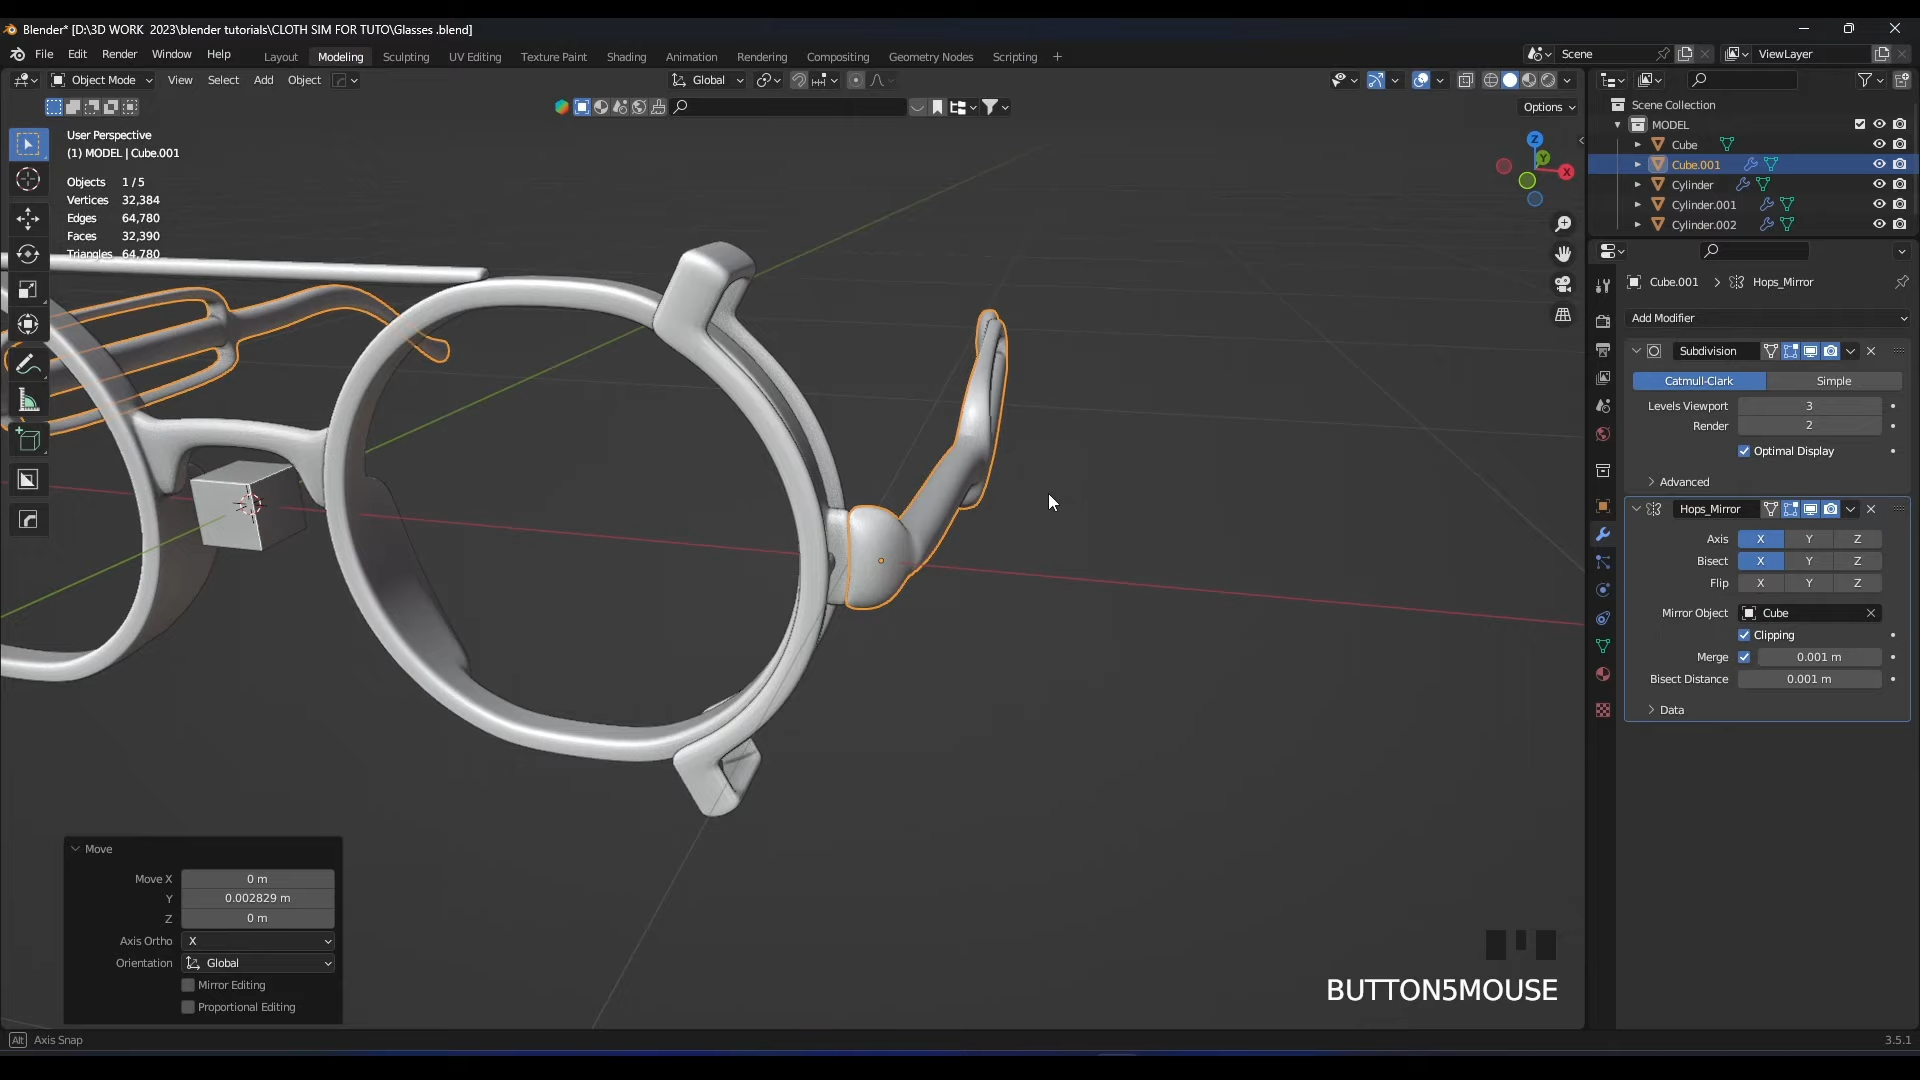 Blender* [D:\3D WORK 2023\blender tutorials\CLOTH SIM FOR TUTO\Glasses .blend]
File Edit Render Window Help Layout Modeling Sculpting UV Editing Texture Paint Shading Animation Rendering Compositing Geometry Nodes Scripting + Scene ViewLayer
Object Mode View Select Add Object Global
Options
User Perspective
(1) MODEL | Cube.001
Objects 1/5
Vertices 32,384
Edges 64,780
Faces 32,390
Triangles 64,780
Z
Y
X
Scene Collection
MODEL
Cube
Cube.001
Cylinder
Cylinder.001
Cylinder.002
Cube.001 > Hops_Mirror
Add Modifier
Subdivision
Catmull-Clark Simple
Levels Viewport 3
Render 2
Optimal Display
Advanced
Hops_Mirror
Axis X Y Z
Bisect X Y Z
Flip X Y Z
Mirror Object Cube
Clipping
Merge 0.001 m
Bisect Distance 0.001 m
Data
Move
Move X 0 m
Y 0.002829 m
Z 0 m
Axis Ortho X
Orientation Global
Mirror Editing
Proportional Editing
BUTTON5MOUSE
Alt Axis Snap
3.5.1